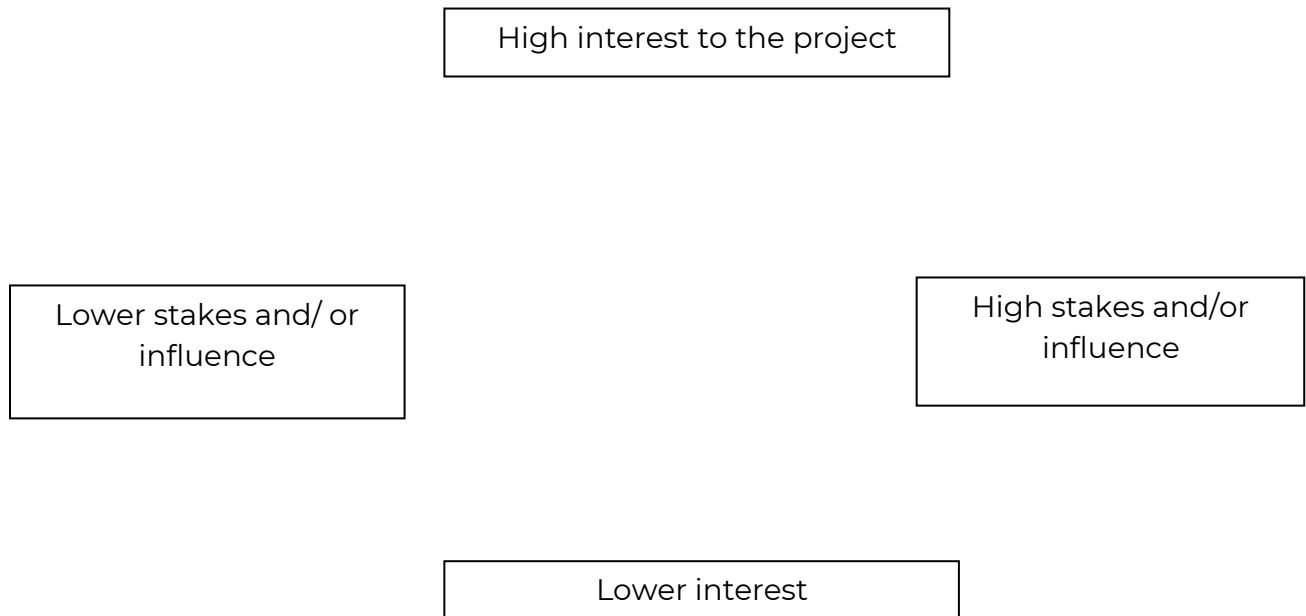 High interest to the project
Lower stakes and/ or
influence
High stakes and/or
influence
Lower interest